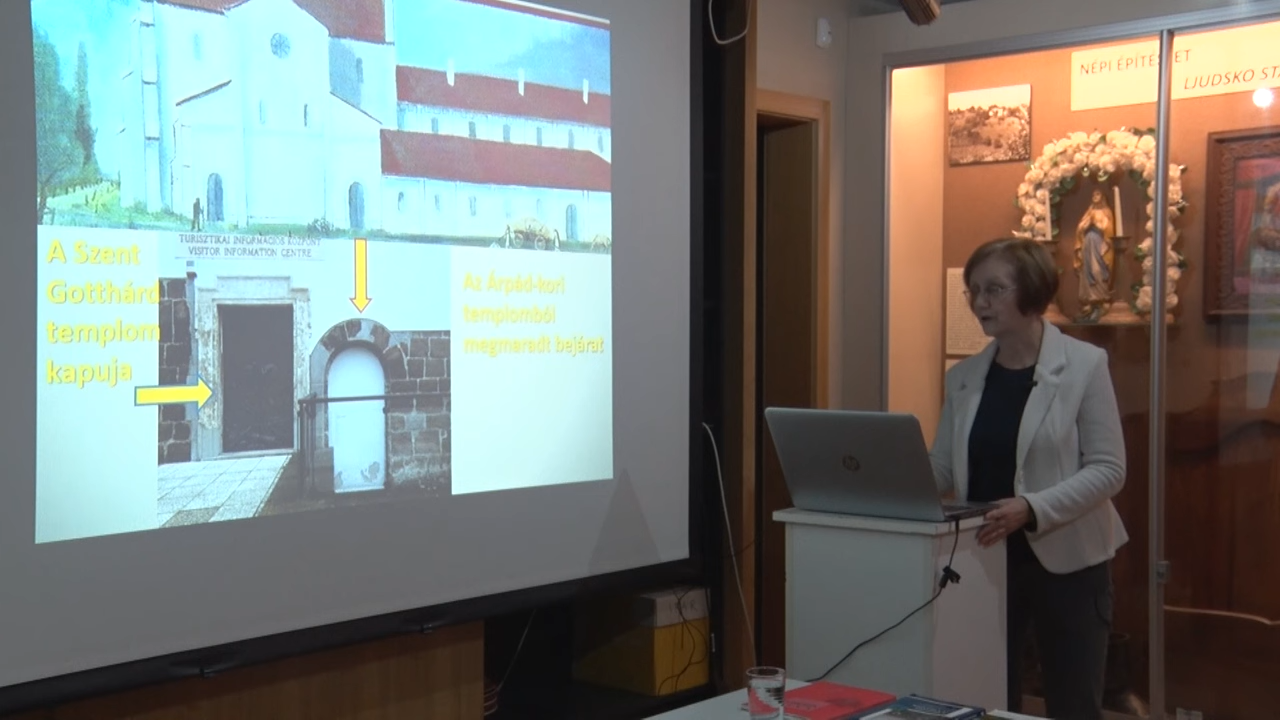 TURISZTIKAI INFORMÁCIÓS KÖZPONT
VISITOR INFORMATION CENTRE
A Szent
Gotthárd
templom
kapuja
Az Árpád-kori
templomból
megmaradt bejárat
NÉPI ÉPÍTÉSZET
LJUDSKO
hp